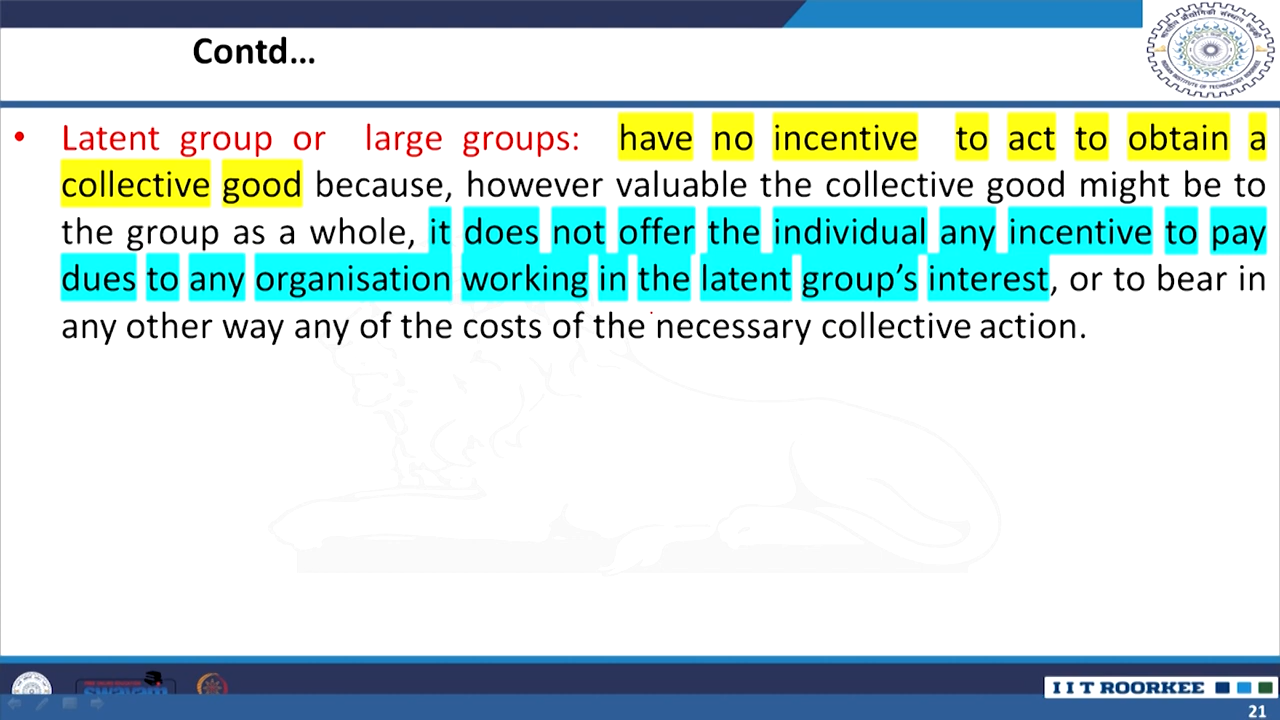 Contd...
• Latent group or large groups: have no incentive to act to obtain a
collective good because, however valuable the collective good might be to
the group as a whole, it does not offer the individual any incentive to pay
dues to any organisation working in the latent group's interest, or to bear in
any other way any of the costs of the necessary collective action.
swayam
IIT ROORKEE
21